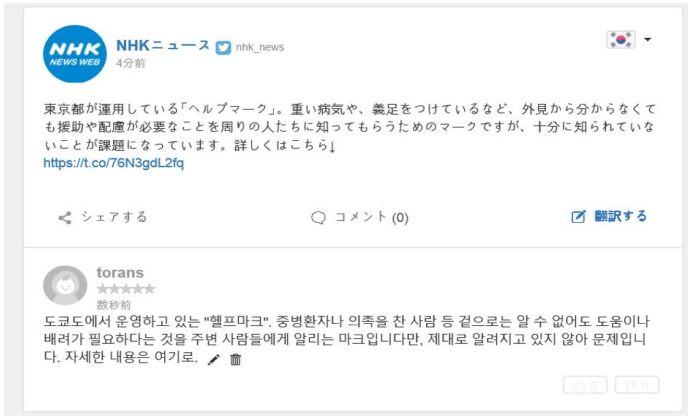 NHK
NEWS WEB
NHKニュース
nhk_news
4分前
東京都が運用している「ヘルプマーク」。重い病気や、義足をつけているなど、外見から分からなくて
も援助や配慮が必要なことを周りの人たちに知ってもらうためのマークですが、十分に知られていな
いことが課題になっています。詳しくはこちら↓
https://t.co/76N3gdL2fq
シェアする
コメント (0)
翻訳する
torans
数秒前
도쿄도에서 운영하고 있는 "헬프마크". 중병환자나 의족을 찬 사람 등 겉으로는 알 수 없어도 도움이나
배려가 필요하다는 것을 주변 사람들에게 알리는 마크입니다만, 제대로 알려지고 있지 않아 문제입니
다. 자세한 내용은 여기로.
0
0